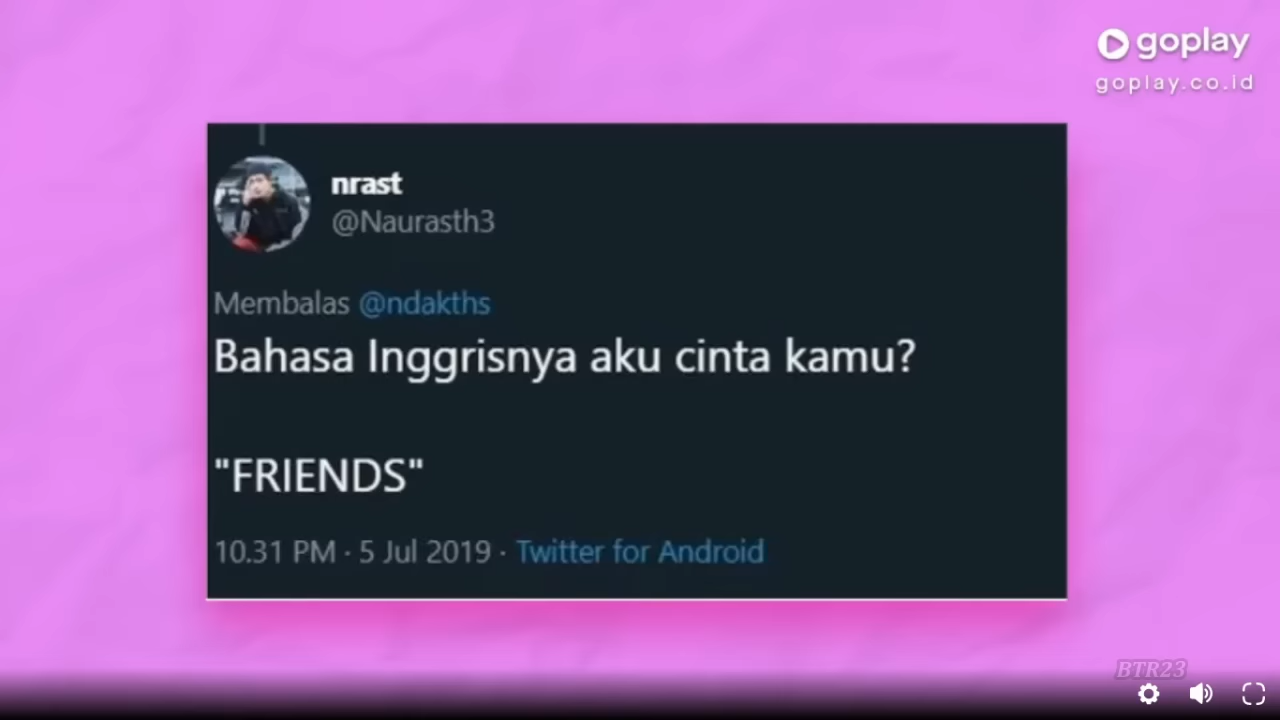 goplay
goplay.co.id
nrast
@Naurasth3
Membalas @ndakths
Bahasa Inggrisnya aku cinta kamu?
"FRIENDS"
10.31 PM · 5 Jul 2019 · Twitter for Android
BTR23